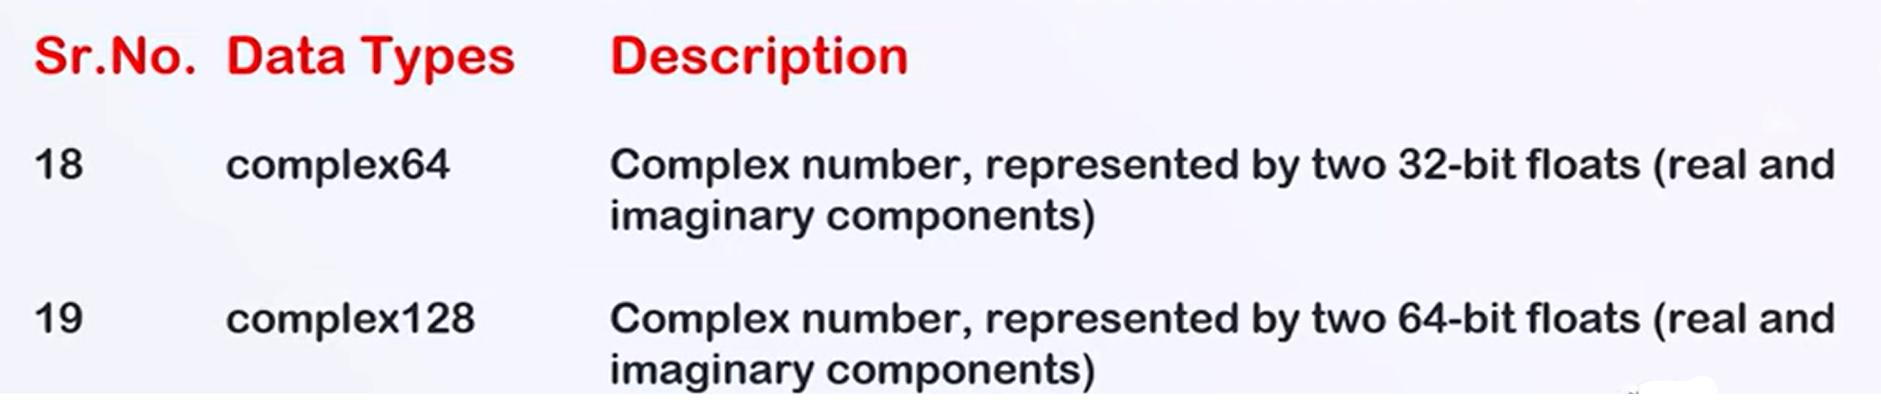 Sr.No. Data Types Description
18 complex64 Complex number, represented by two 32-bit floats (real and
imaginary components)
19 complex128 Complex number, represented by two 64-bit floats (real and
imaginary components)